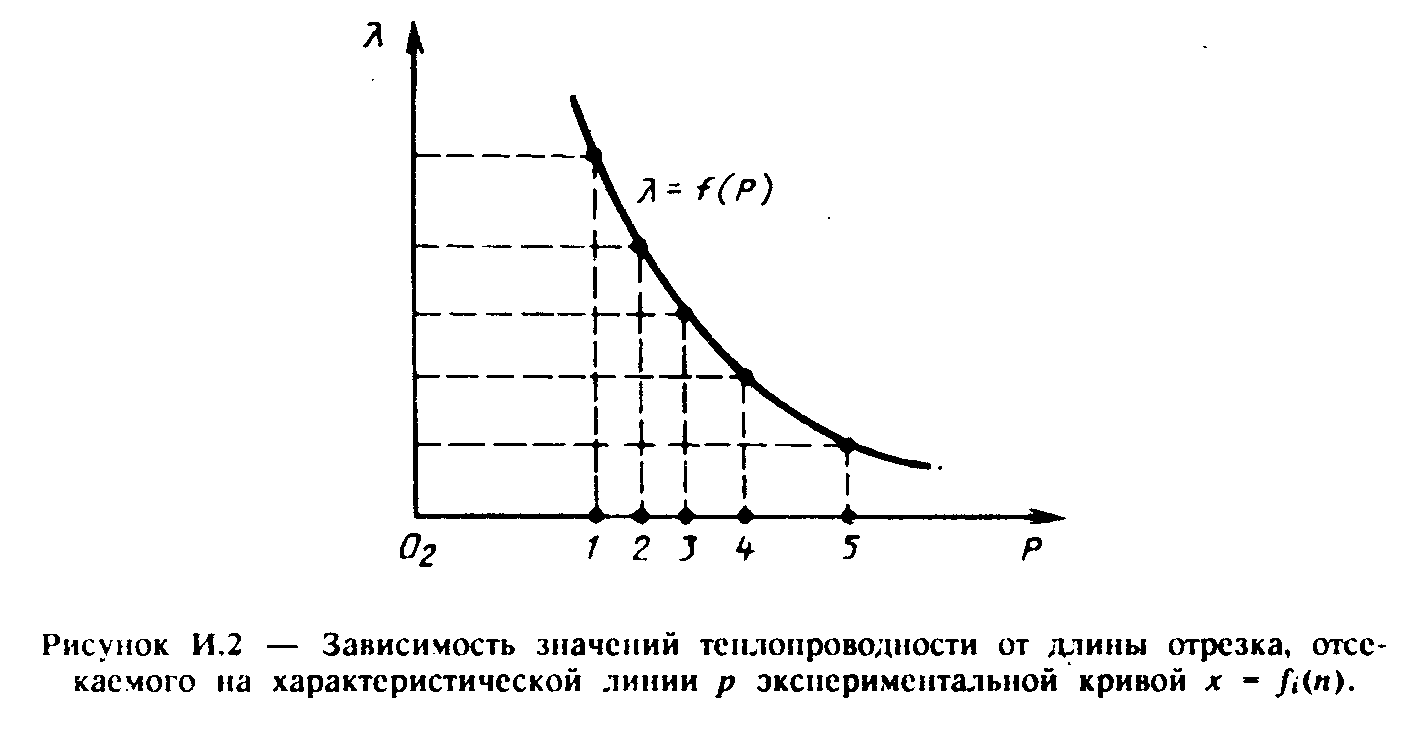 λ
λ = f(P)
O₂ 1 2 3 4 5 P
Рисунок И.2 — Зависимость значений теплопроводности от длины отрезка, отсе-
каемого на характеристической линии p экспериментальной кривой x = fᵢ(n).